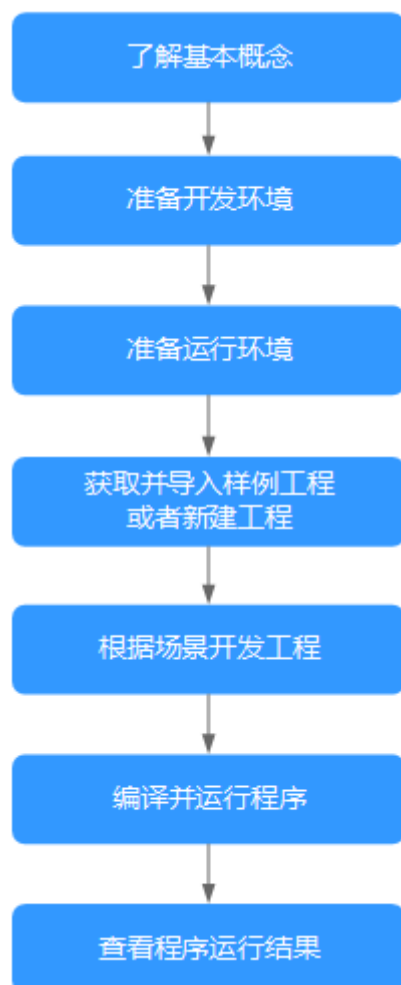 了解基本概念
准备开发环境
准备运行环境
获取并导入样例工程
或者新建工程
根据场景开发工程
编译并运行程序
查看程序运行结果